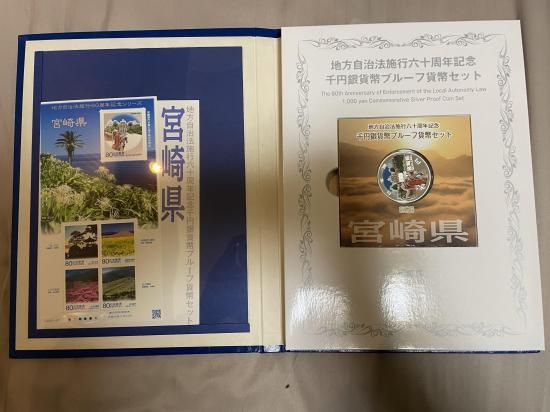 地方自治法施行60周年記念シリーズ
宮崎県
80
80
80
80
80
宮崎県
地方自治法施行六十周年記念千円銀貨幣プルーフ貨幣セット
地方自治法施行六十周年記念
千円銀貨幣プルーフ貨幣セット
The 60th Anniversary of Enforcement of the Local Autonomy Law
1,000 yen Commemorative Silver Proof Coin Set
地方自治法施行六十周年記念
千円銀貨幣プルーフ貨幣セット
宮崎県